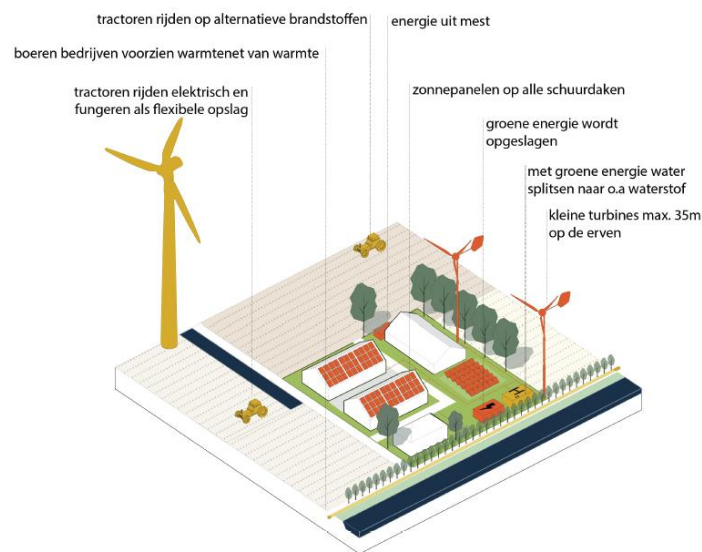 tractoren rijden op alternatieve brandstoffen
energie uit mest
boeren bedrijven voorzien warmtenet van warmte
tractoren rijden elektrisch en
fungeren als flexibele opslag
zonnepanelen op alle schuurdaken
groene energie wordt
opgeslagen
met groene energie water
splitsen naar o.a waterstof
kleine turbines max. 35m
op de erven